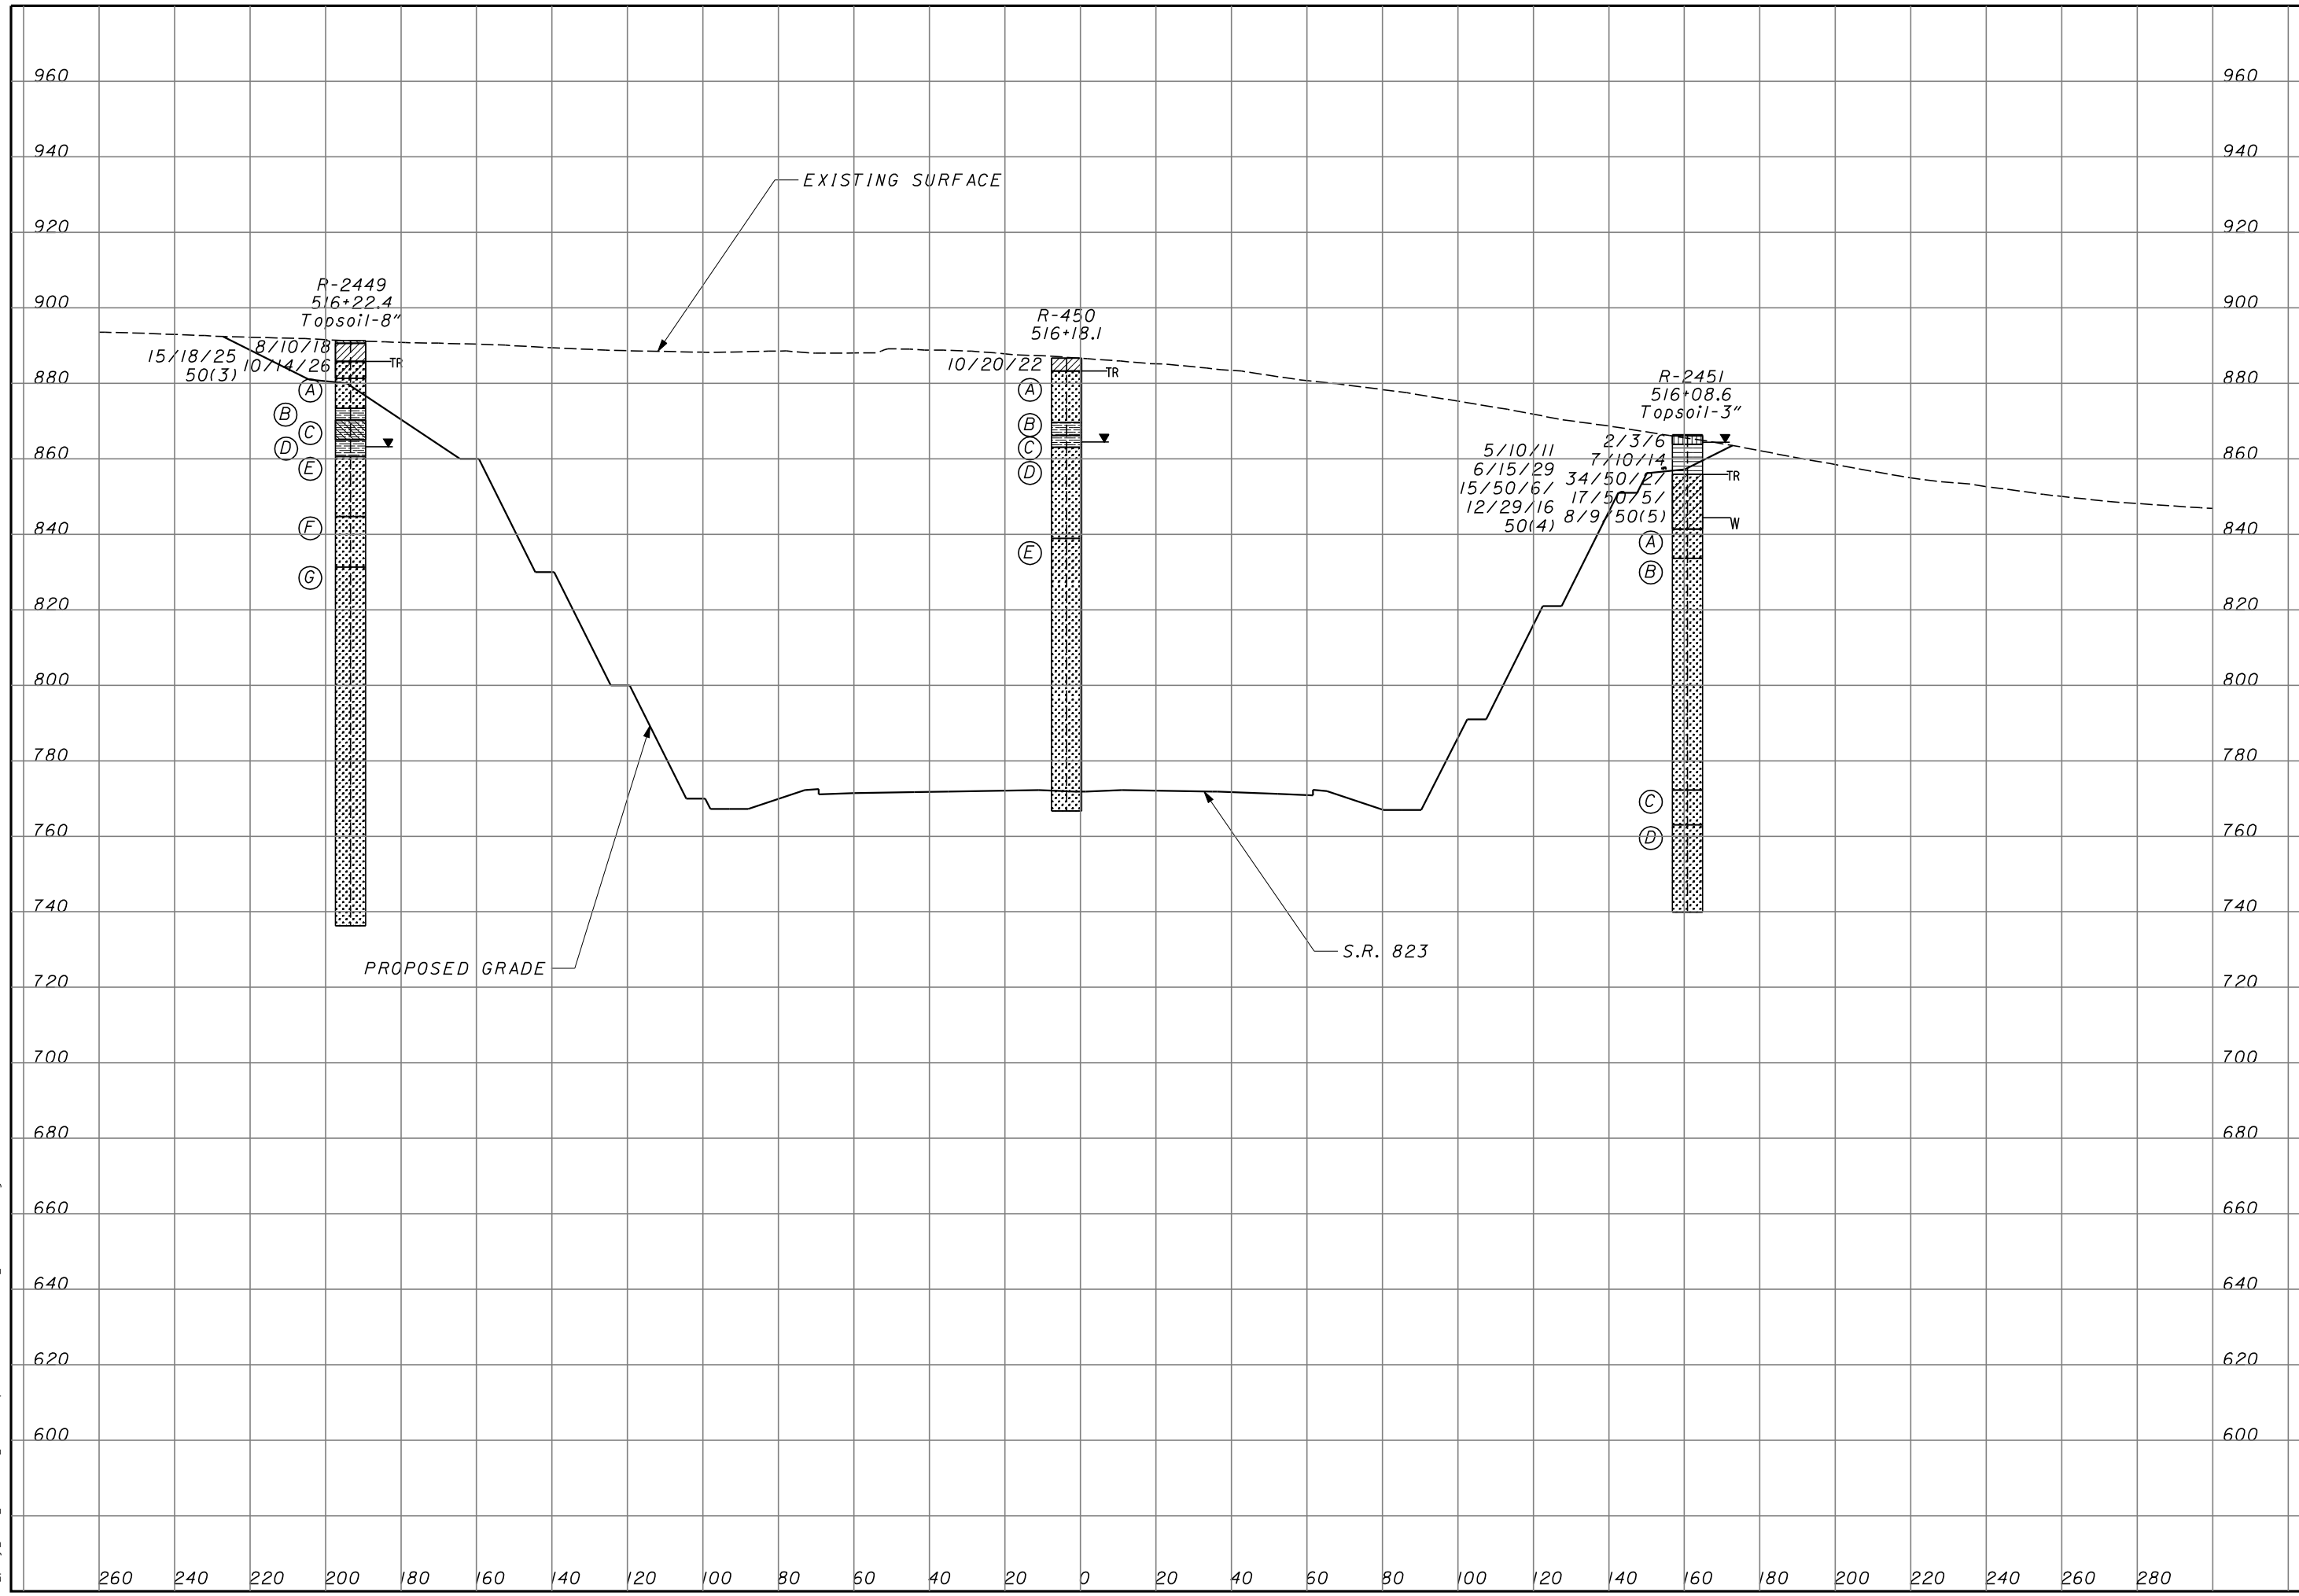 960 960
940 940
EXISTING SURFACE
920 920
R-2449
516+22.4
Topsoil-8"
900 900
R-450
516+18.1
15/18/25 8/10/18
50(3) 10/14/26
TR
10/20/22
TR
880 880
R-2451
516+08.6
Topsoil-3"
A
B
C
D
E
F
G
A
B
C
D
E
860 860
5/10/11 2/3/6
6/15/29 7/10/14
15/50/6/ 34/50/2/
12/29/16 17/50/5/
50(4) 8/9/50(5)
TR
W
A
B
C
D
840 840
820 820
800 800
780 780
760 760
740 740
S.R. 823
PROPOSED GRADE
720 720
700 700
680 680
660 660
640 640
620 620
600 600
260 240 220 200 180 160 140 120 100 80 60 40 20 0 20 40 60 80 100 120 140 160 180 200 220 240 260 280